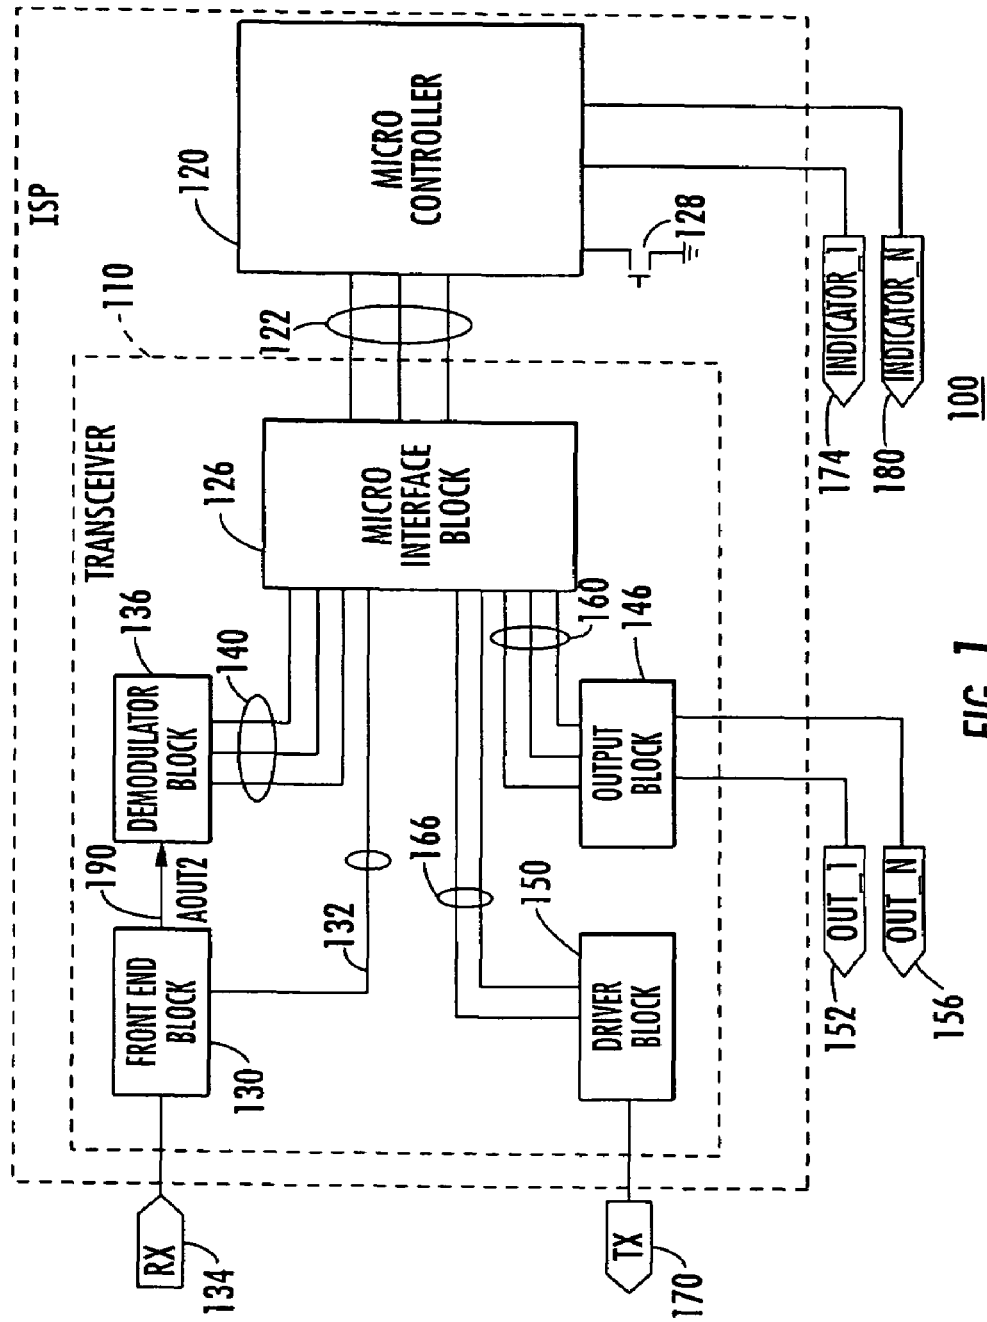 ISP
110
TRANSCEIVER
RX
134
FRONT END
BLOCK
130
190
AOUT2
DEMODULATOR
BLOCK
136
140
132
126
MICRO
INTERFACE
BLOCK
122
120
MICRO
CONTROLLER
128
166
160
TX
170
DRIVER
BLOCK
150
OUTPUT
BLOCK
146
OUT_1
152
OUT_N
156
INDICATOR_1
174
INDICATOR_N
180
100
FIG. 1